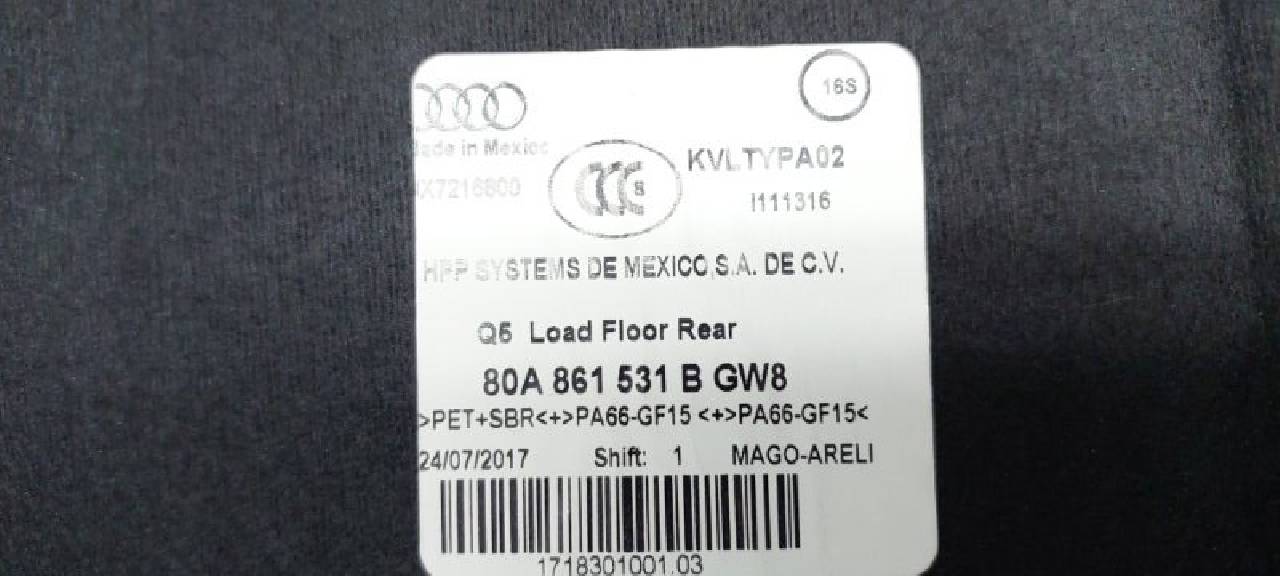 16S
Made in Mexico
KVLTYPA02
X7216800
S
I111316
HPP SYSTEMS DE MEXICO,S.A. DE C.V.
Q5 Load Floor Rear
80A 861 531 B GW8
>PET+SBR<+>PA66-GF15 <+>PA66-GF15<
24/07/2017 Shift: 1 MAGO-ARELI
1718301001.03